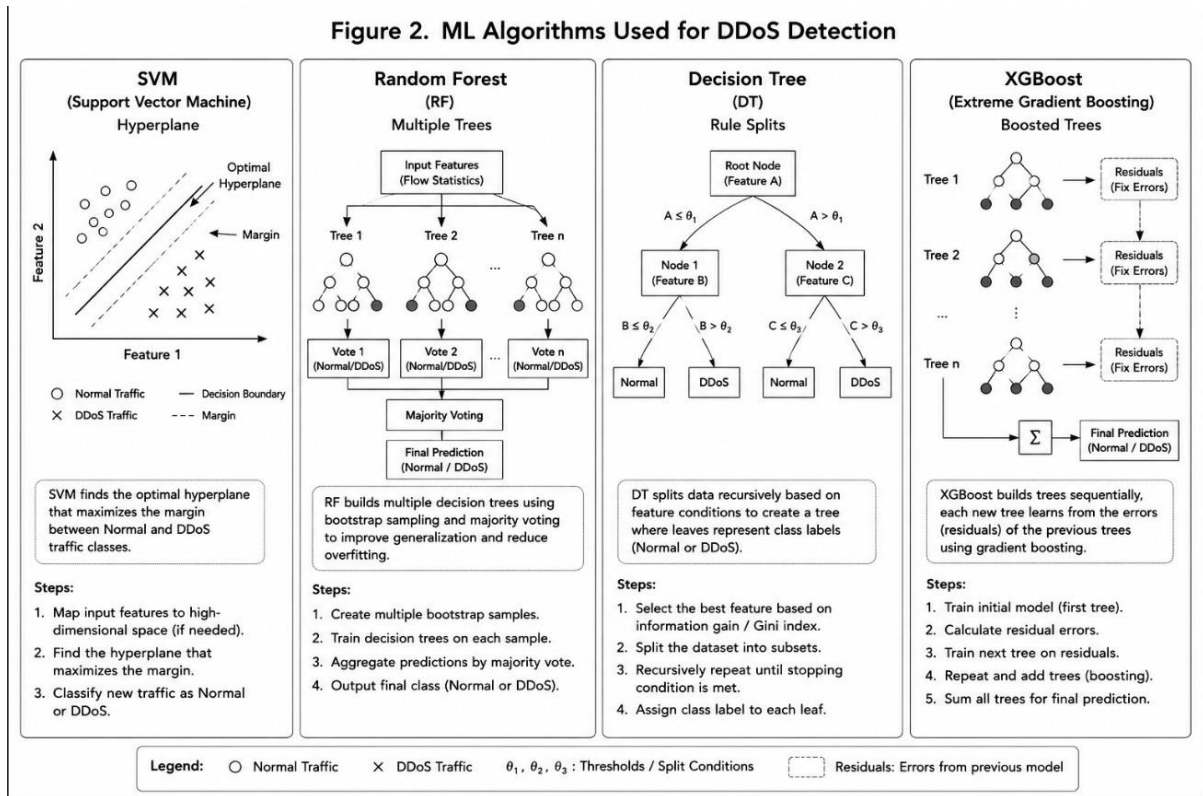 Figure 2. ML Algorithms Used for DDoS Detection
SVM
(Support Vector Machine)
Hyperplane
Optimal
Hyperplane
Margin
Feature 2
Feature 1
Normal Traffic
Decision Boundary
DDoS Traffic
Margin
SVM finds the optimal hyperplane
that maximizes the margin
between Normal and DDoS
traffic classes.
Steps:
1. Map input features to high-
dimensional space (if needed).
2. Find the hyperplane that
maximizes the margin.
3. Classify new traffic as Normal
or DDoS.
Random Forest
(RF)
Multiple Trees
Input Features
(Flow Statistics)
Tree 1 Tree 2 Tree n
...
Vote 1
(Normal/DDoS)
Vote 2
(Normal/DDoS)
...
Vote n
(Normal/DDoS)
Majority Voting
Final Prediction
(Normal / DDoS)
RF builds multiple decision trees using
bootstrap sampling and majority voting
to improve generalization and reduce
overfitting.
Steps:
1. Create multiple bootstrap samples.
2. Train decision trees on each sample.
3. Aggregate predictions by majority vote.
4. Output final class (Normal or DDoS).
Decision Tree
(DT)
Rule Splits
Root Node
(Feature A)
A ≤ θ₁ A > θ₁
Node 1
(Feature B)
Node 2
(Feature C)
B ≤ θ₂ B > θ₂ C ≤ θ₃ C > θ₃
Normal DDoS Normal DDoS
DT splits data recursively based on
feature conditions to create a tree
where leaves represent class labels
(Normal or DDoS).
Steps:
1. Select the best feature based on
information gain / Gini index.
2. Split the dataset into subsets.
3. Recursively repeat until stopping
condition is met.
4. Assign class label to each leaf.
XGBoost
(Extreme Gradient Boosting)
Boosted Trees
Tree 1
Residuals
(Fix Errors)
Tree 2
Residuals
(Fix Errors)
... ⋮
Tree n
Residuals
(Fix Errors)
Σ
Final Prediction
(Normal / DDoS)
XGBoost builds trees sequentially,
each new tree learns from the errors
(residuals) of the previous trees
using gradient boosting.
Steps:
1. Train initial model (first tree).
2. Calculate residual errors.
3. Train next tree on residuals.
4. Repeat and add trees (boosting).
5. Sum all trees for final prediction.
Legend: Normal Traffic DDoS Traffic θ₁, θ₂, θ₃ : Thresholds / Split Conditions Residuals: Errors from previous model